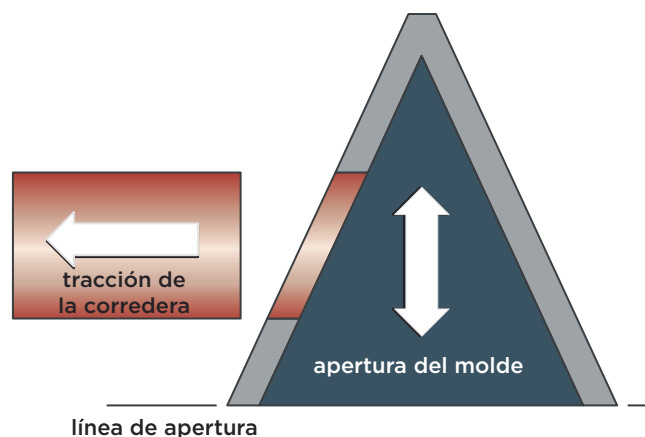 tracción de
la corredera
apertura del molde
línea de apertura